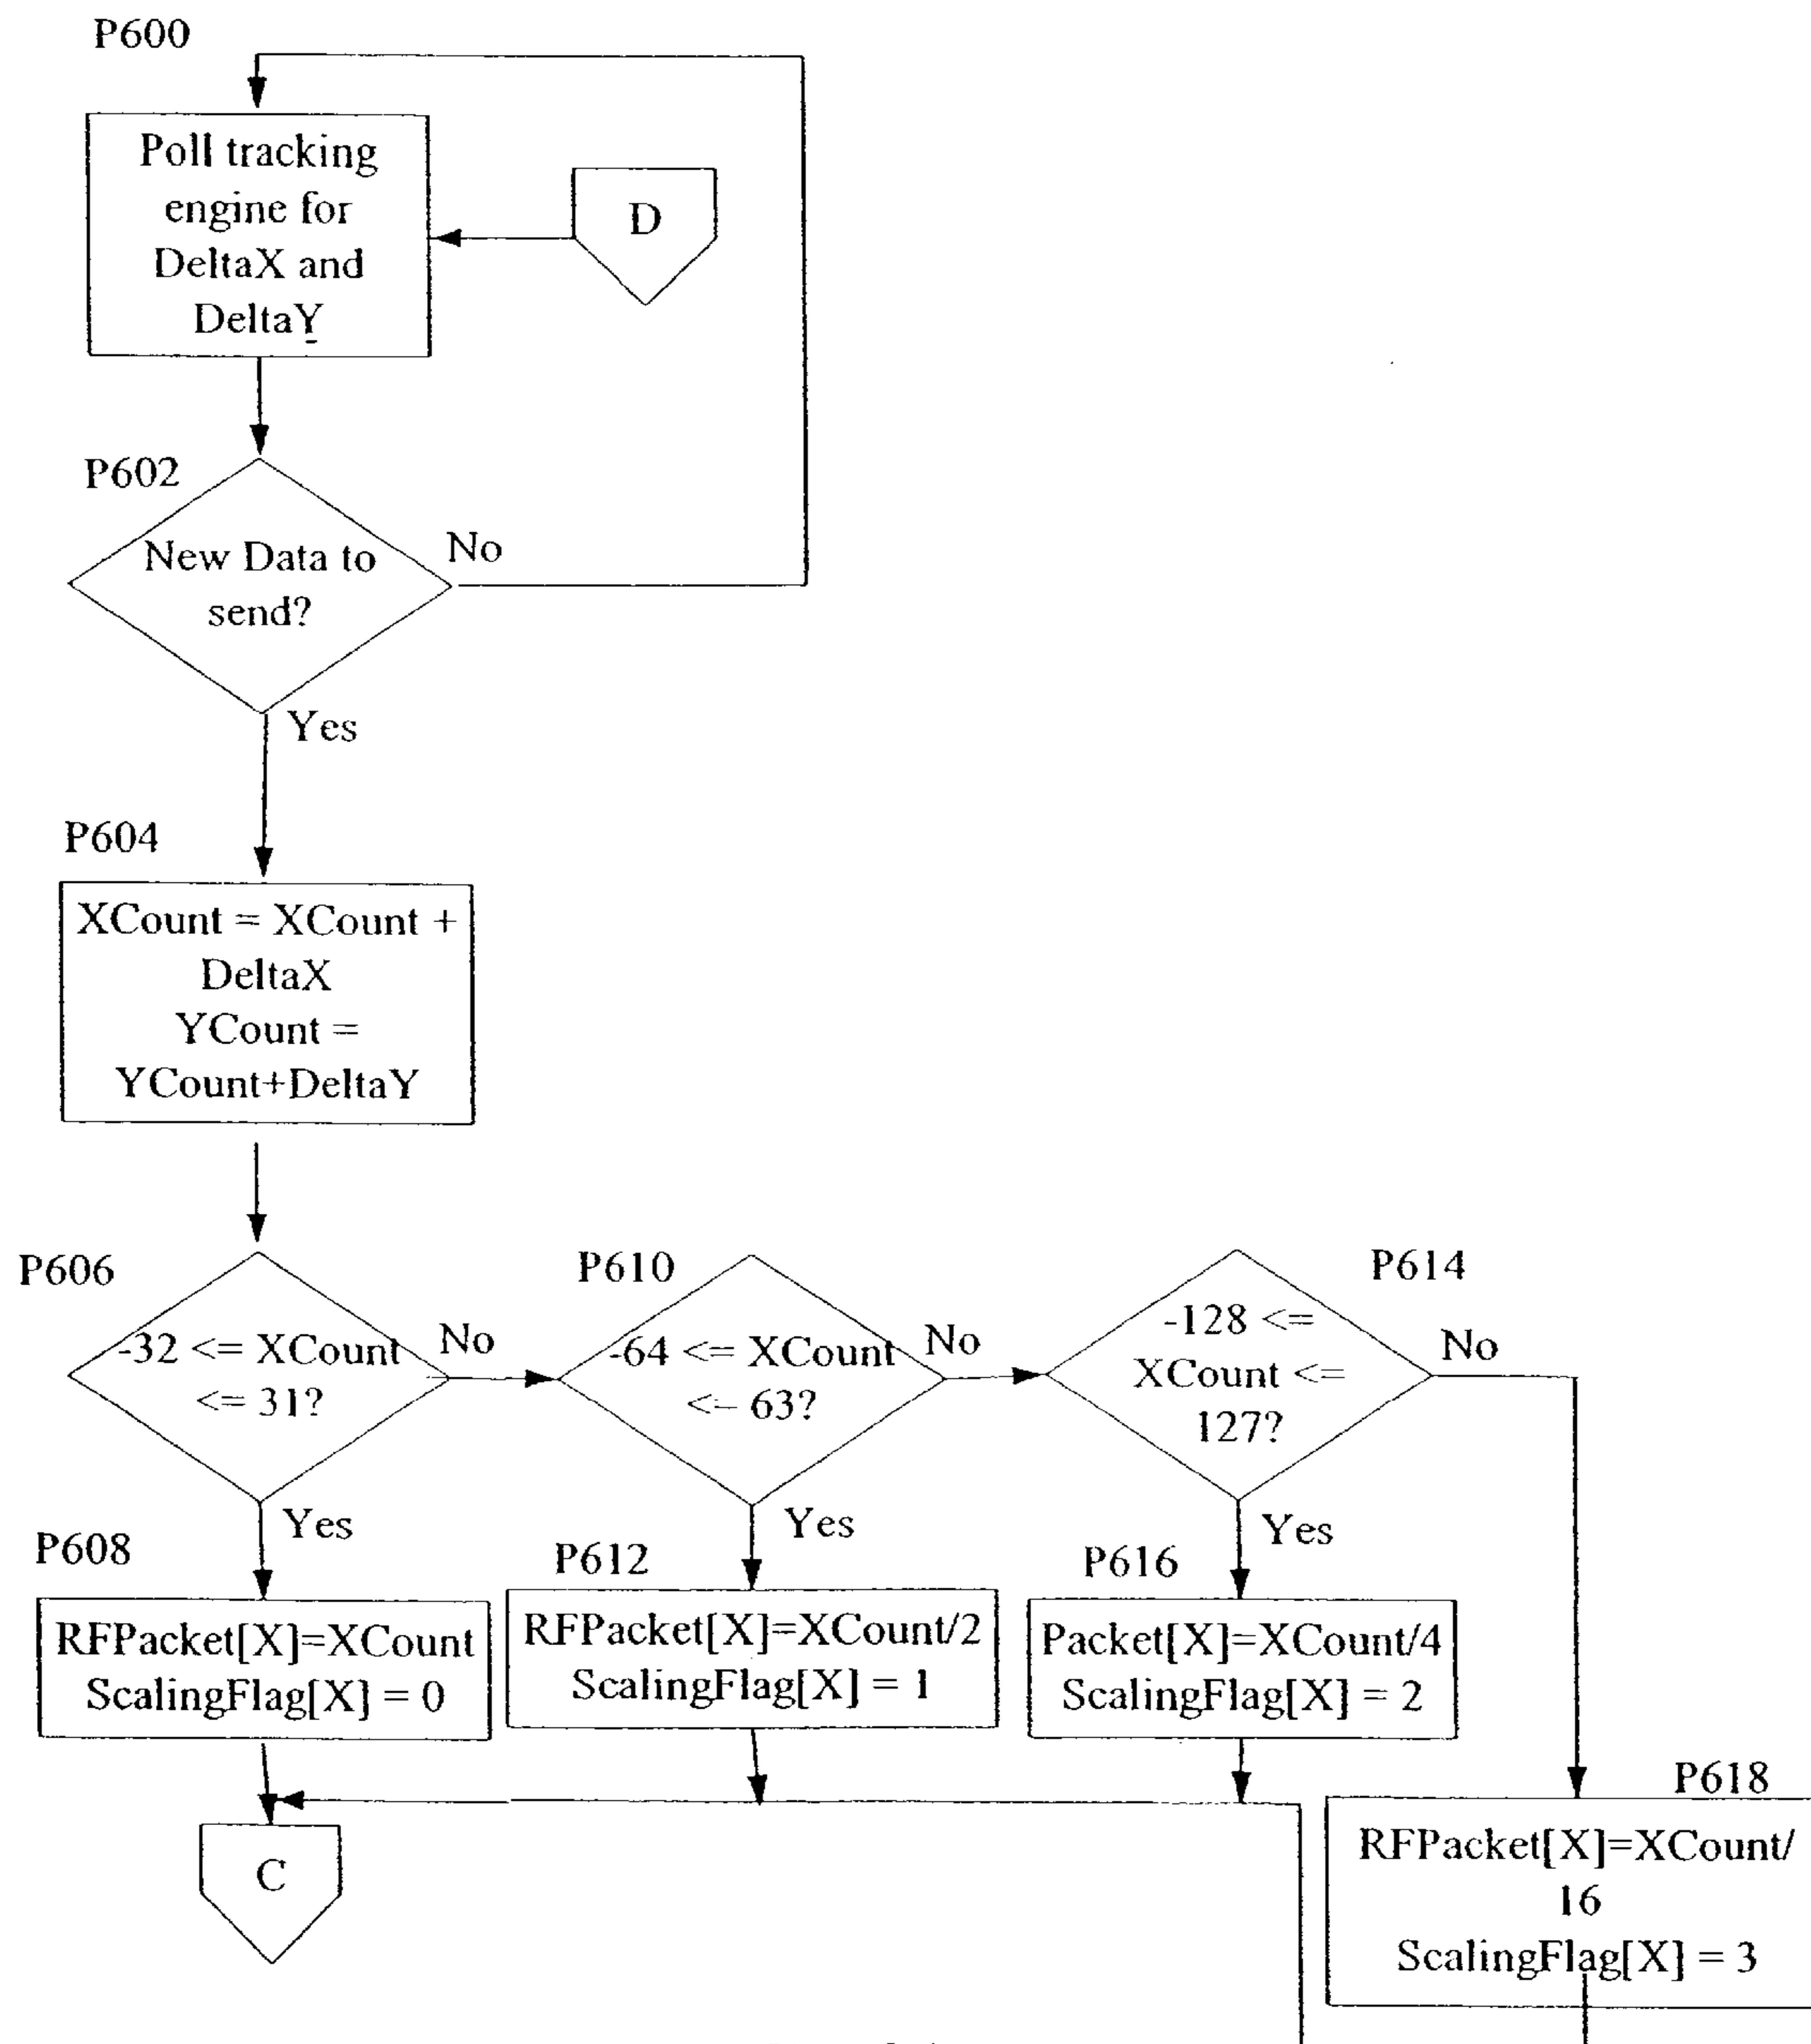 P600
Poll tracking
engine for
DeltaX and
DeltaY
D
P602
New Data to
send?
No
Yes
P604
XCount = XCount +
DeltaX
YCount =
YCount+DeltaY
P606
-32 <= XCount
<= 31?
No
Yes
P610
-64 <= XCount
<= 63?
No
Yes
P614
-128 <=
XCount <=
127?
No
Yes
P608
RFPacket[X]=XCount
ScalingFlag[X] = 0
P612
RFPacket[X]=XCount/2
ScalingFlag[X] = 1
P616
Packet[X]=XCount/4
ScalingFlag[X] = 2
P618
RFPacket[X]=XCount/
16
ScalingFlag[X] = 3
C